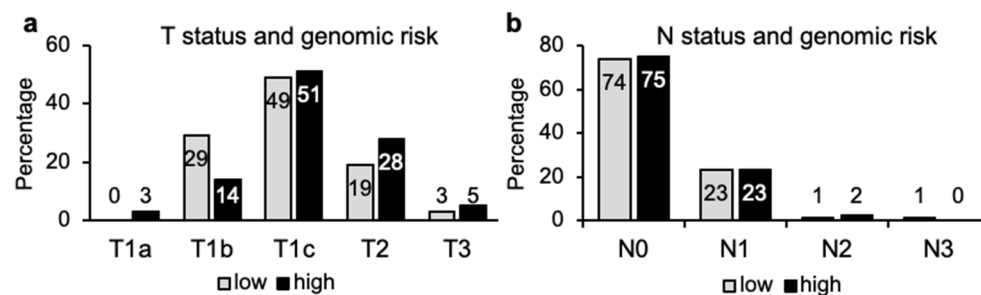 a
T status and genomic risk
Percentage
60
40
20
0
0 3
29 14
49 51
19 28
3 5
T1a T1b T1c T2 T3
low high
b
N status and genomic risk
Percentage
80
60
40
20
0
74 75
23 23
1 2
1 0
N0 N1 N2 N3
low high